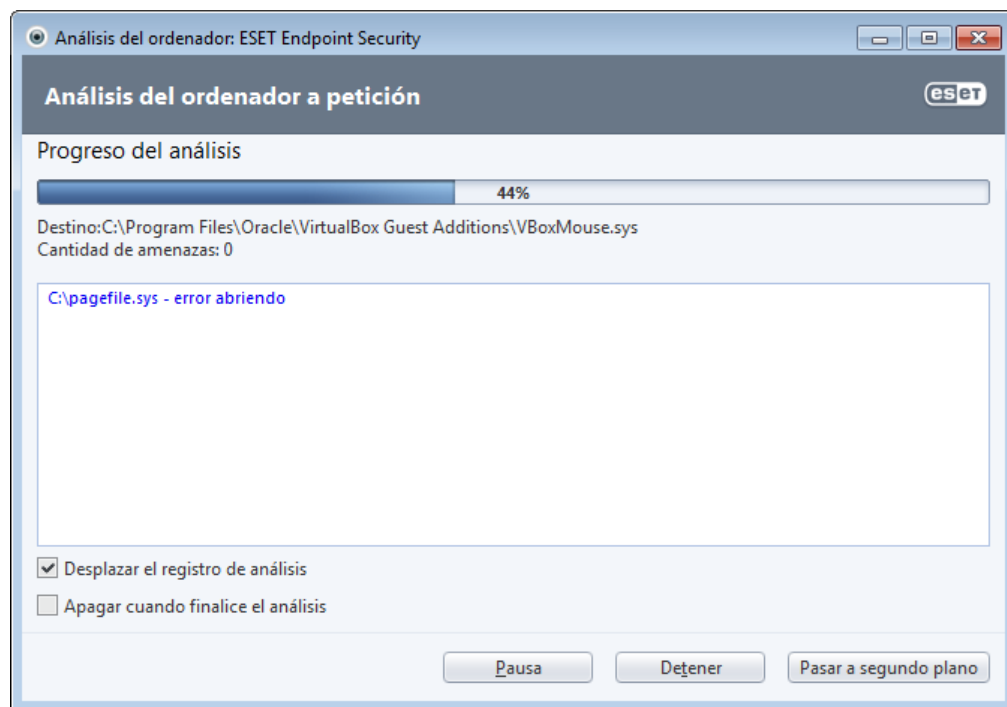 Análisis del ordenador: ESET Endpoint Security
Análisis del ordenador a petición
eseT
Progreso del análisis
44%
Destino:C:\Program Files\Oracle\VirtualBox Guest Additions\VBoxMouse.sys
Cantidad de amenazas: 0
C:\pagefile.sys - error abriendo
Desplazar el registro de análisis
Apagar cuando finalice el análisis
Pausa
Detener
Pasar a segundo plano